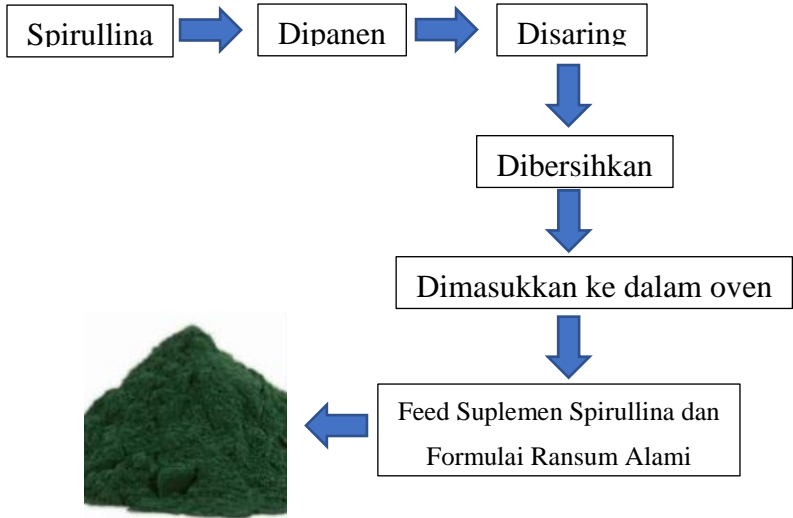 Spirullina
Dipanen
Disaring
Dibersihkan
Dimasukkan ke dalam oven
Feed Suplemen Spirullina dan
Formulai Ransum Alami